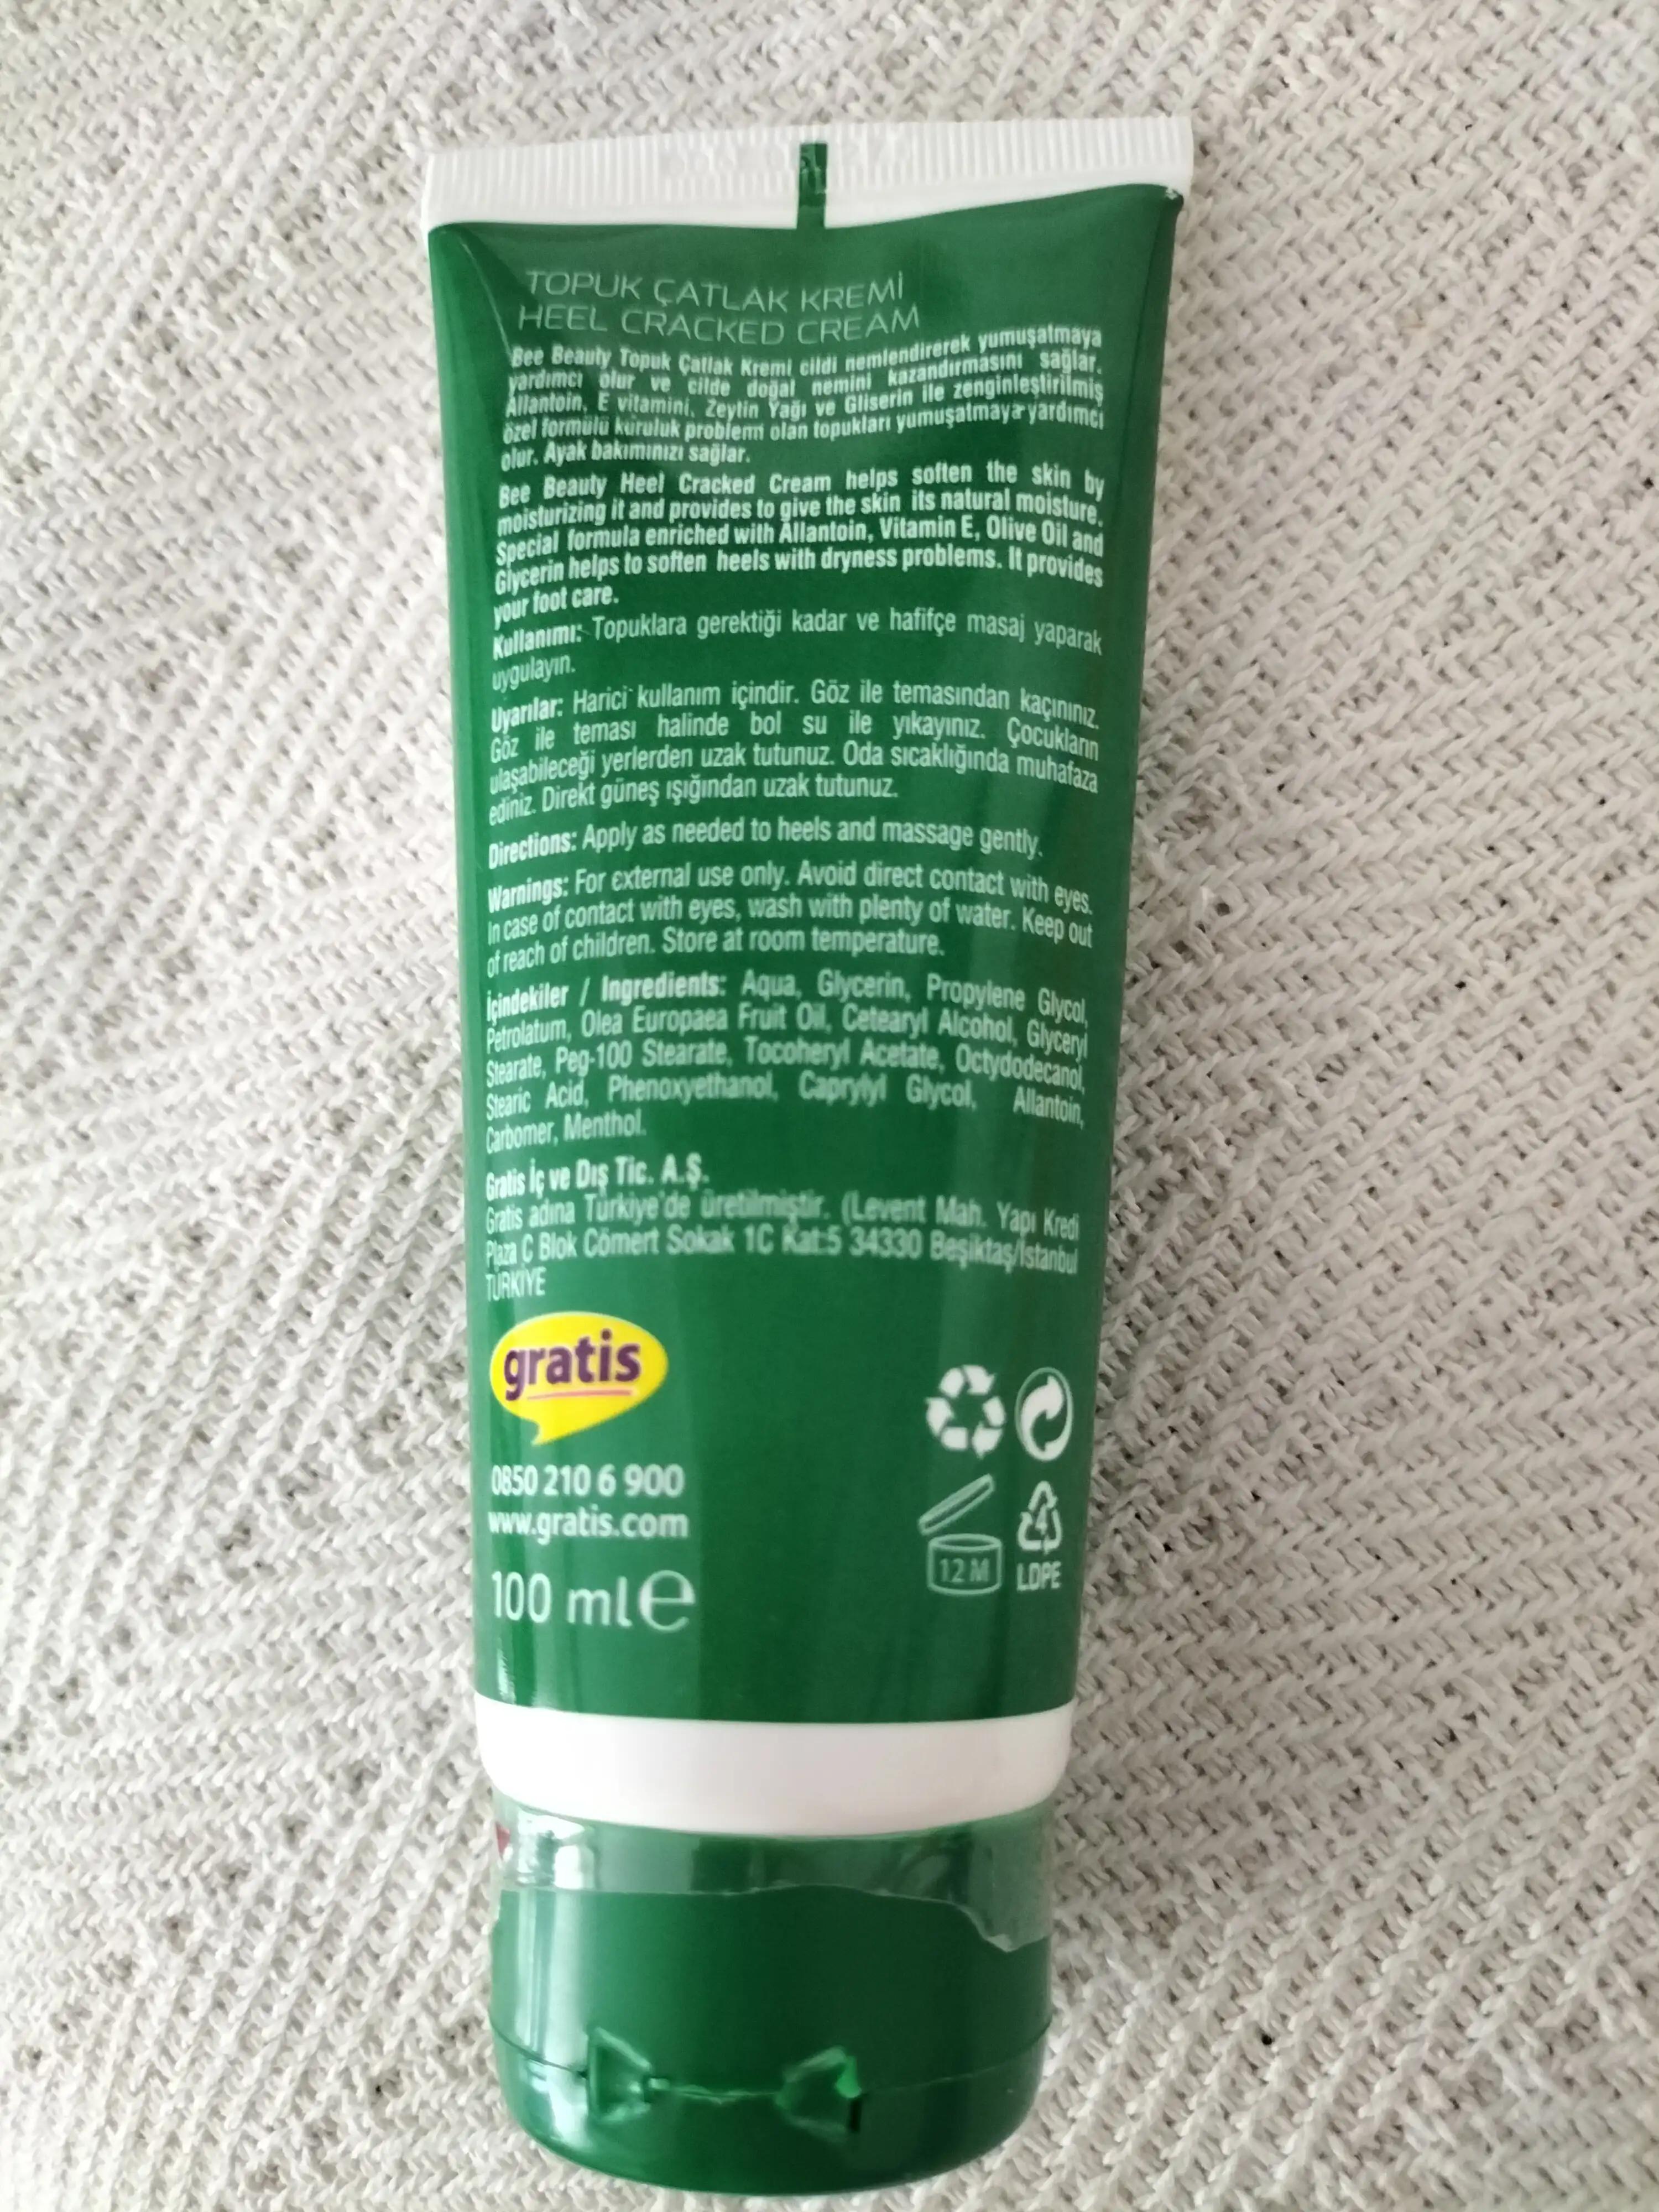 TOPUK ÇATLAK KREMİ
HEEL CRACKED CREAM
Bee Beauty Topuk Çatlak Kremi cildi nemlendirerek yumuşatmaya
yardımcı olur ve cilde doğal nemini kazandırmasını sağlar.
Allantoin, E vitamini, Zeytin Yağı ve Gliserin ile zenginleştirilmiş
özel formülü kuruluk problemi olan topukları yumuşatmaya yardımcı
olur. Ayak bakımınızı sağlar.
Bee Beauty Heel Cracked Cream helps soften the skin by
moisturizing it and provides to give the skin its natural moisture.
Special formula enriched with Allantoin, Vitamin E, Olive Oil and
Glycerin helps to soften heels with dryness problems. It provides
your foot care.
Kullanımı: Topuklara gerektiği kadar ve hafifçe masaj yaparak
uygulayın.
Uyarılar: Harici kullanım içindir. Göz ile temasından kaçınınız.
Göz ile teması halinde bol su ile yıkayınız. Çocukların
ulaşabileceği yerlerden uzak tutunuz. Oda sıcaklığında muhafaza
ediniz. Direkt güneş ışığından uzak tutunuz.
Directions: Apply as needed to heels and massage gently.
Warnings: For external use only. Avoid direct contact with eyes.
In case of contact with eyes, wash with plenty of water. Keep out
of reach of children. Store at room temperature.
İçindekiler / Ingredients: Aqua, Glycerin, Propylene Glycol,
Petrolatum, Olea Europaea Fruit Oil, Cetearyl Alcohol, Glyceryl
Stearate, Peg-100 Stearate, Tocoheryl Acetate, Octydodecanol,
Stearic Acid, Phenoxyethanol, Caprylyl Glycol, Allantoin,
Carbomer, Menthol.
Gratis İç ve Dış Tic. A.Ş.
Gratis adına Türkiye'de üretilmiştir. (Levent Mah. Yapı Kredi
Plaza C Blok Cömert Sokak 1C Kat:5 34330 Beşiktaş/İstanbul
TÜRKİYE
gratis
0850 210 6 900
www.gratis.com
100 ml e
12 M
4
LDPE